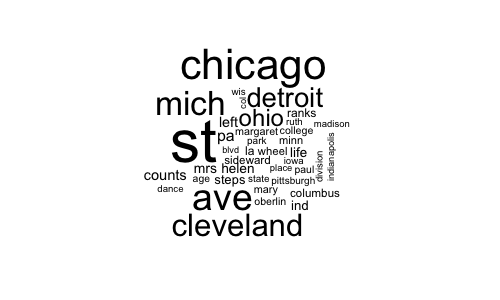 chicago
wis
col
mich
detroit
left
ohio
ranks
ruth
madison
st
pa
margaret
college
park
minn
blvd
la
wheel
life
sideward
iowa
division
indianapolis
mrs
helen
place
paul
counts
age
steps
state
pittsburgh
dance
ave
mary
columbus
oberlin
ind
cleveland